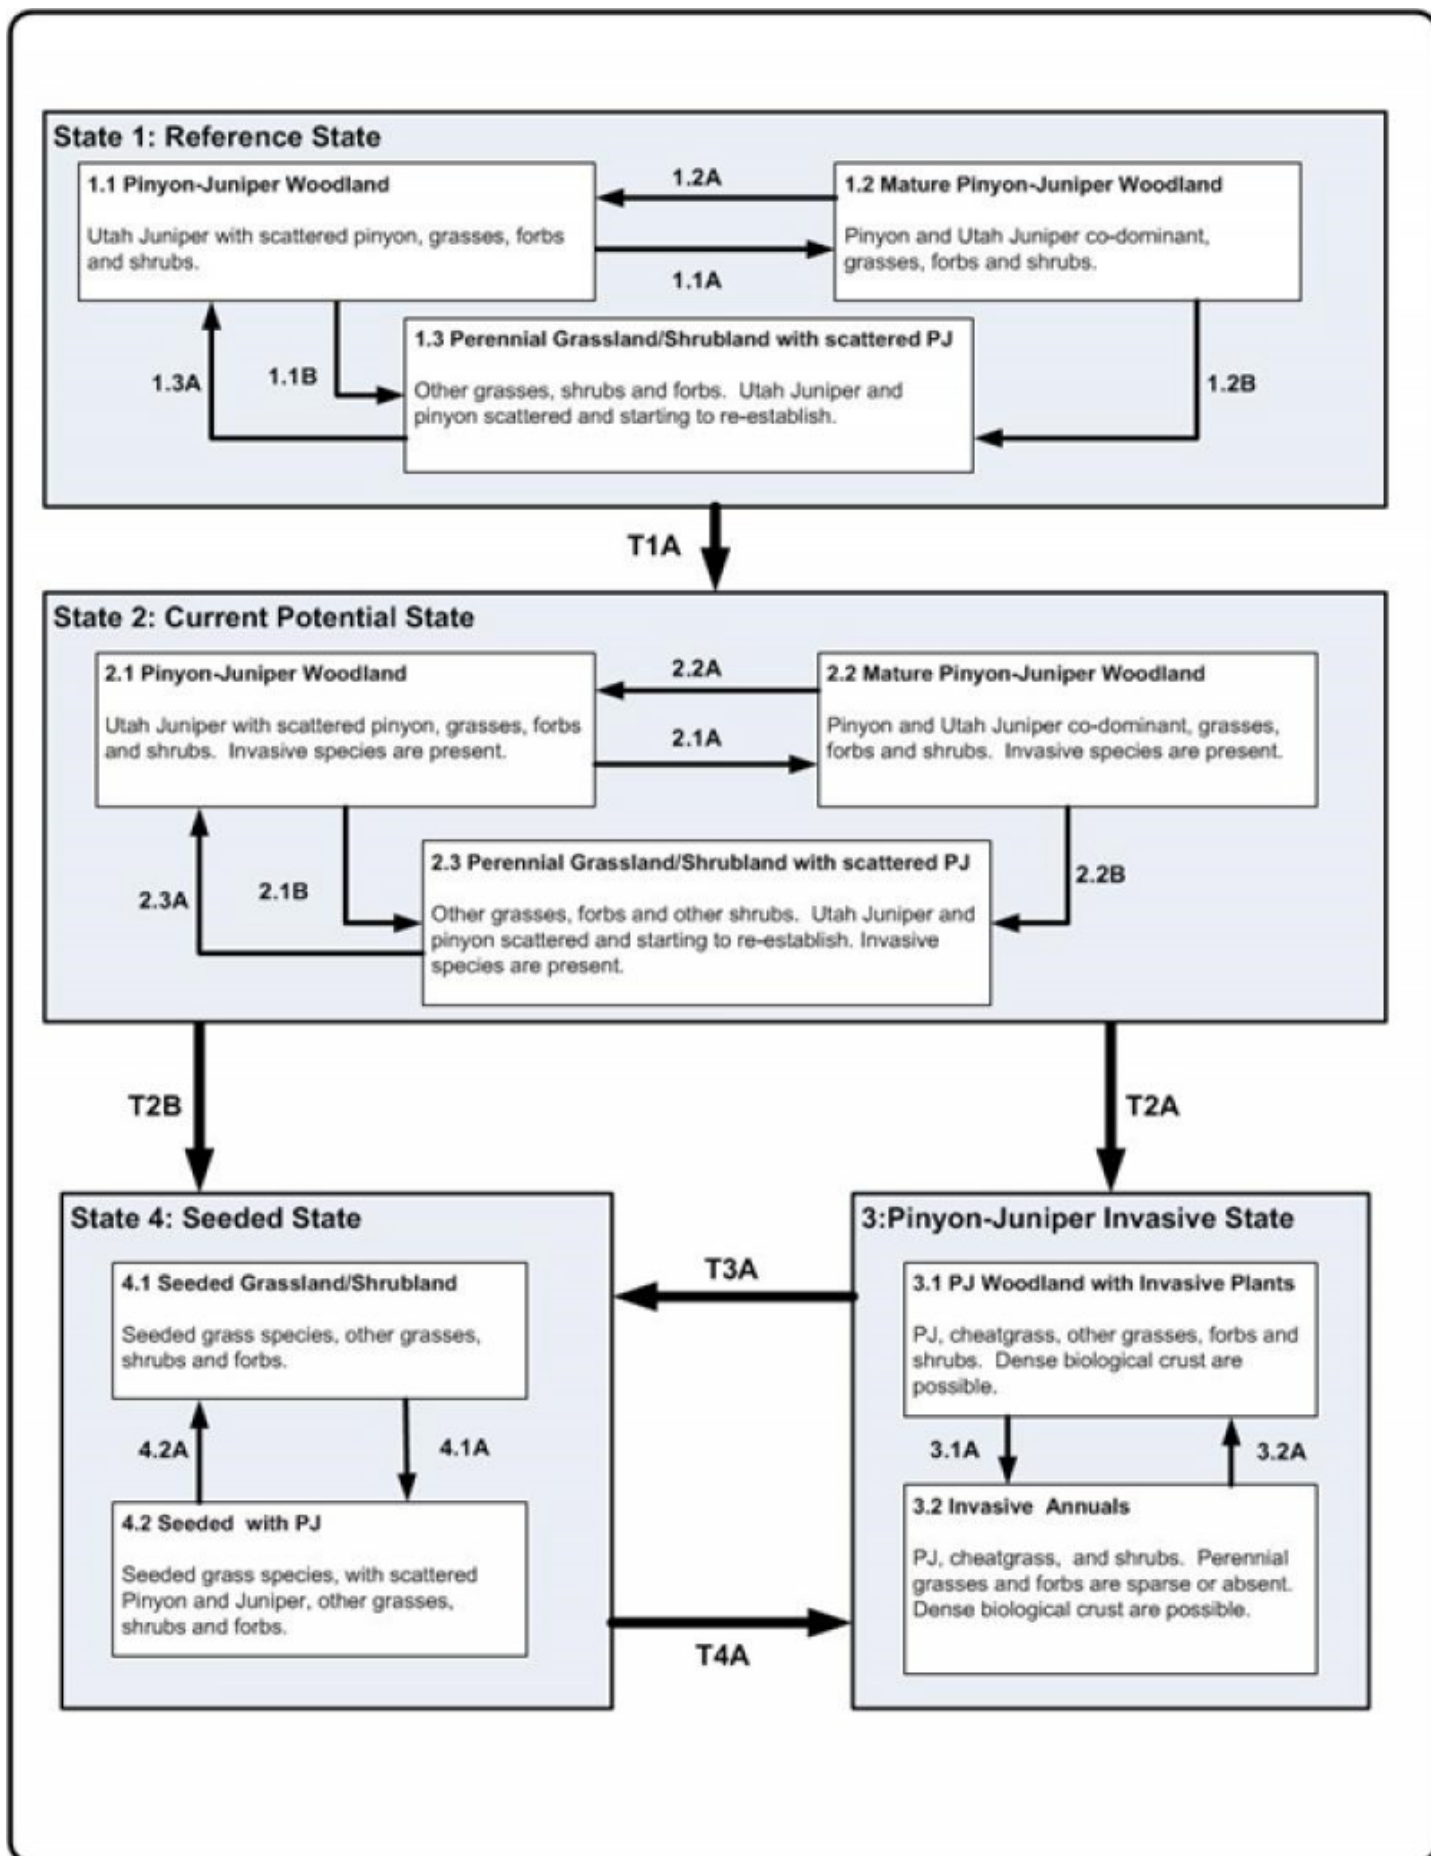 State 1: Reference State
1.1 Pinyon-Juniper Woodland
Utah Juniper with scattered pinyon, grasses, forbs
and shrubs.
1.2A
1.1A
1.2 Mature Pinyon-Juniper Woodland
Pinyon and Utah Juniper co-dominant,
grasses, forbs and shrubs.
1.3A
1.1B
1.3 Perennial Grassland/Shrubland with scattered PJ
Other grasses, shrubs and forbs.  Utah Juniper and
pinyon scattered and starting to re-establish.
1.2B
T1A
State 2: Current Potential State
2.1 Pinyon-Juniper Woodland
Utah Juniper with scattered pinyon, grasses, forbs
and shrubs.  Invasive species are present.
2.2A
2.1A
2.2 Mature Pinyon-Juniper Woodland
Pinyon and Utah Juniper co-dominant, grasses,
forbs and shrubs.  Invasive species are present.
2.3A
2.1B
2.3 Perennial Grassland/Shrubland with scattered PJ
Other grasses, forbs and other shrubs.  Utah Juniper and
pinyon scattered and starting to re-establish. Invasive
species are present.
2.2B
T2B
T2A
State 4: Seeded State
4.1 Seeded Grassland/Shrubland
Seeded grass species, other grasses,
shrubs and forbs.
4.2A
4.1A
4.2 Seeded  with PJ
Seeded grass species, with scattered
Pinyon and Juniper, other grasses,
shrubs and forbs.
T3A
T4A
3:Pinyon-Juniper Invasive State
3.1 PJ Woodland with Invasive Plants
PJ, cheatgrass, other grasses, forbs and
shrubs.  Dense biological crust are
possible.
3.1A
3.2A
3.2 Invasive  Annuals
PJ, cheatgrass,  and shrubs.  Perennial
grasses and forbs are sparse or absent.
Dense biological crust are possible.